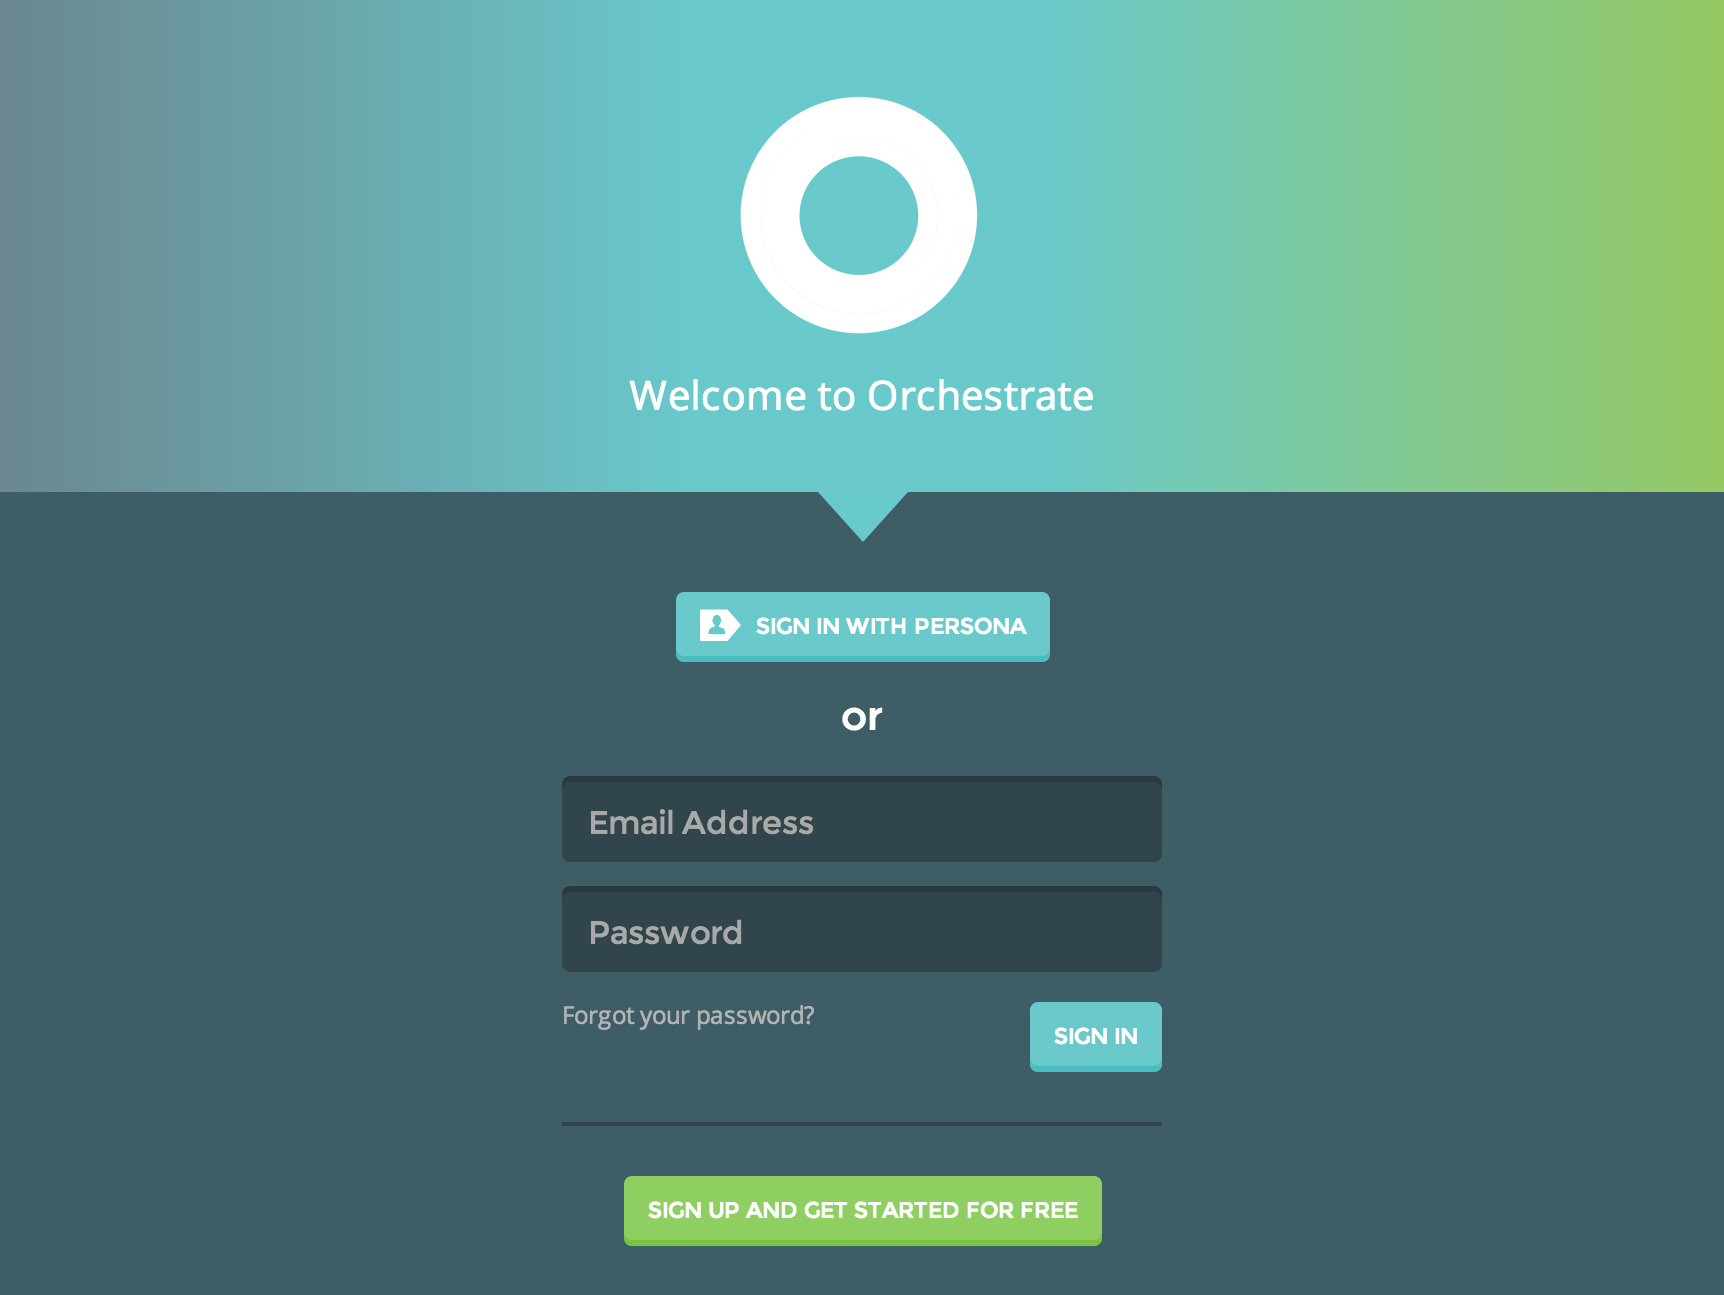 Welcome to Orchestrate
SIGN IN WITH PERSONA
or
Email Address
Password
Forgot your password?
SIGN IN
SIGN UP AND GET STARTED FOR FREE